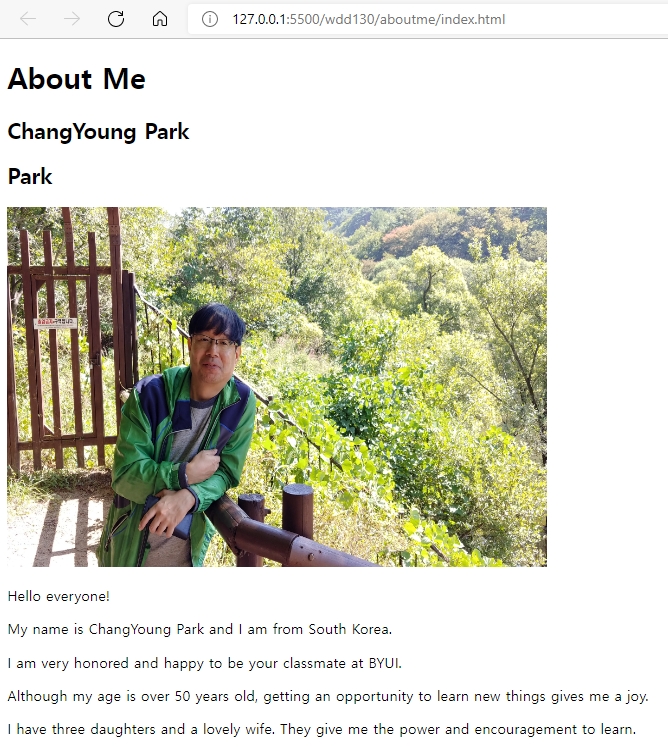 127.0.0.1:5500/wdd130/aboutme/index.html
About Me
ChangYoung Park
Park
Hello everyone!
My name is ChangYoung Park and I am from South Korea.
I am very honored and happy to be your classmate at BYUI.
Although my age is over 50 years old, getting an opportunity to learn new things gives me a joy.
I have three daughters and a lovely wife. They give me the power and encouragement to learn.